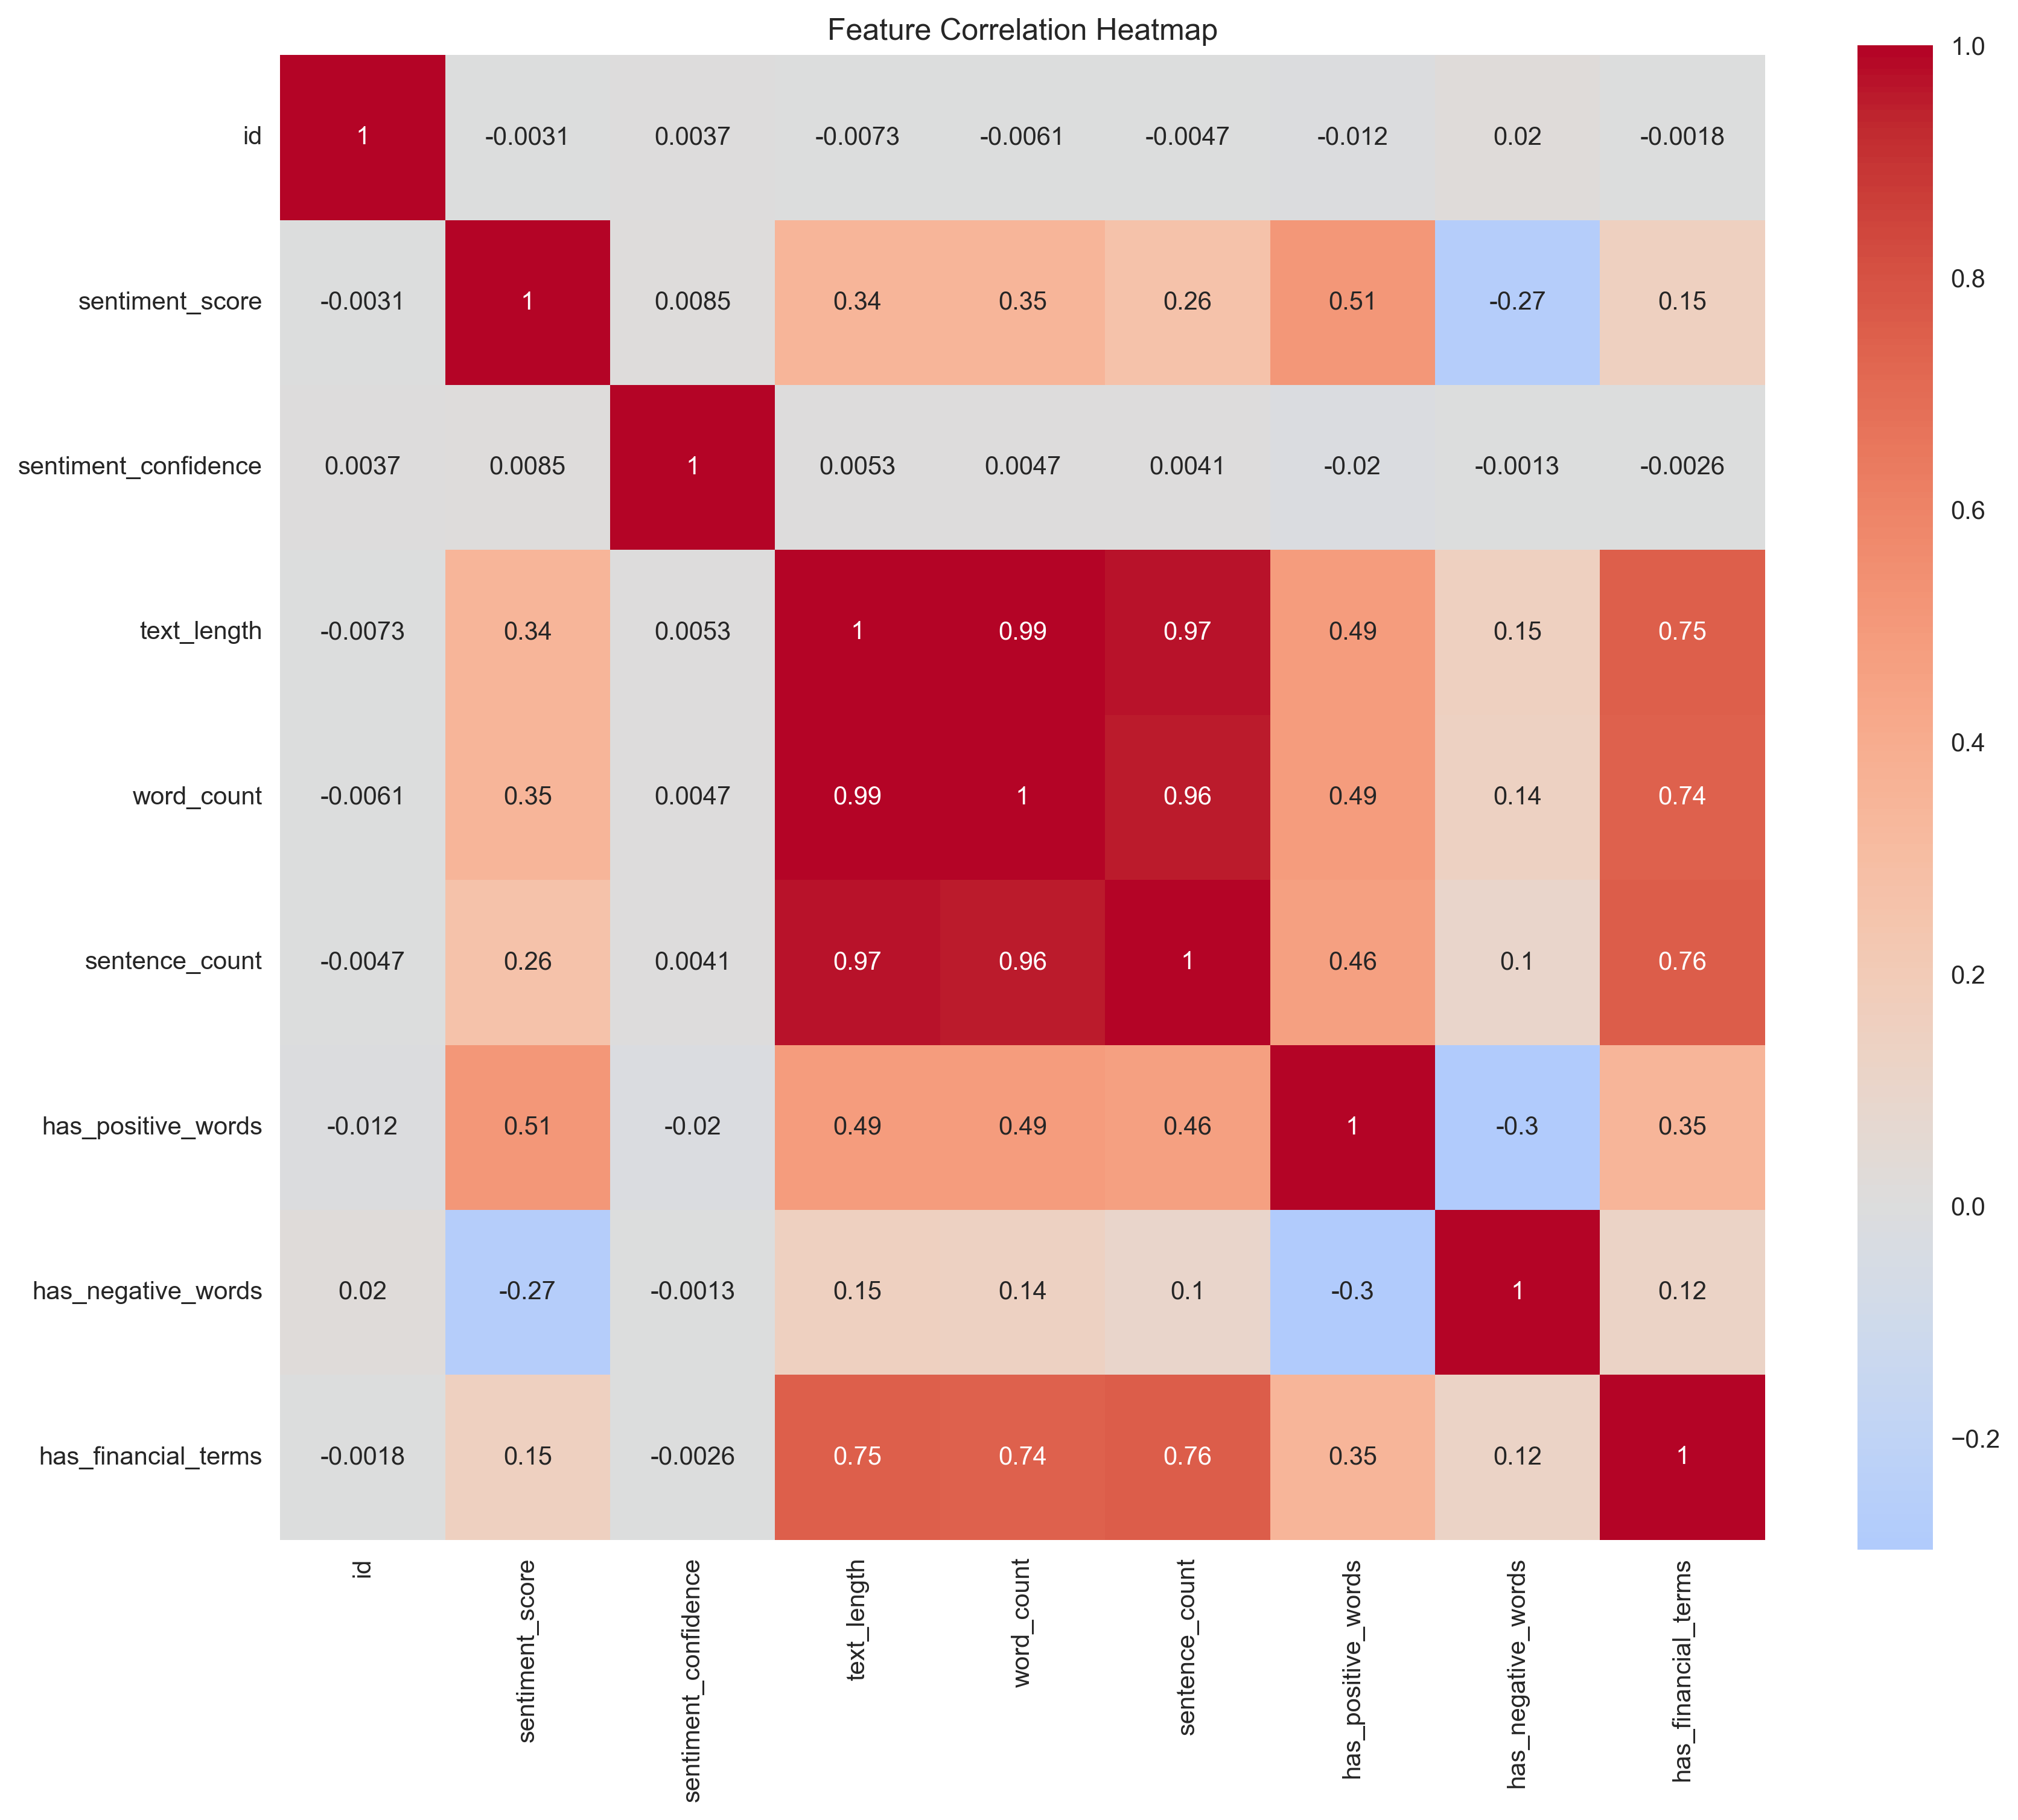 Feature Correlation Heatmap
id 1 -0.0031 0.0037 -0.0073 -0.0061 -0.0047 -0.012 0.02 -0.0018
sentiment_score -0.0031 1 0.0085 0.34 0.35 0.26 0.51 -0.27 0.15
sentiment_confidence 0.0037 0.0085 1 0.0053 0.0047 0.0041 -0.02 -0.0013 -0.0026
text_length -0.0073 0.34 0.0053 1 0.99 0.97 0.49 0.15 0.75
word_count -0.0061 0.35 0.0047 0.99 1 0.96 0.49 0.14 0.74
sentence_count -0.0047 0.26 0.0041 0.97 0.96 1 0.46 0.1 0.76
has_positive_words -0.012 0.51 -0.02 0.49 0.49 0.46 1 -0.3 0.35
has_negative_words 0.02 -0.27 -0.0013 0.15 0.14 0.1 -0.3 1 0.12
has_financial_terms -0.0018 0.15 -0.0026 0.75 0.74 0.76 0.35 0.12 1
id
sentiment_score
sentiment_confidence
text_length
word_count
sentence_count
has_positive_words
has_negative_words
has_financial_terms
1.0
0.8
0.6
0.4
0.2
0.0
−0.2